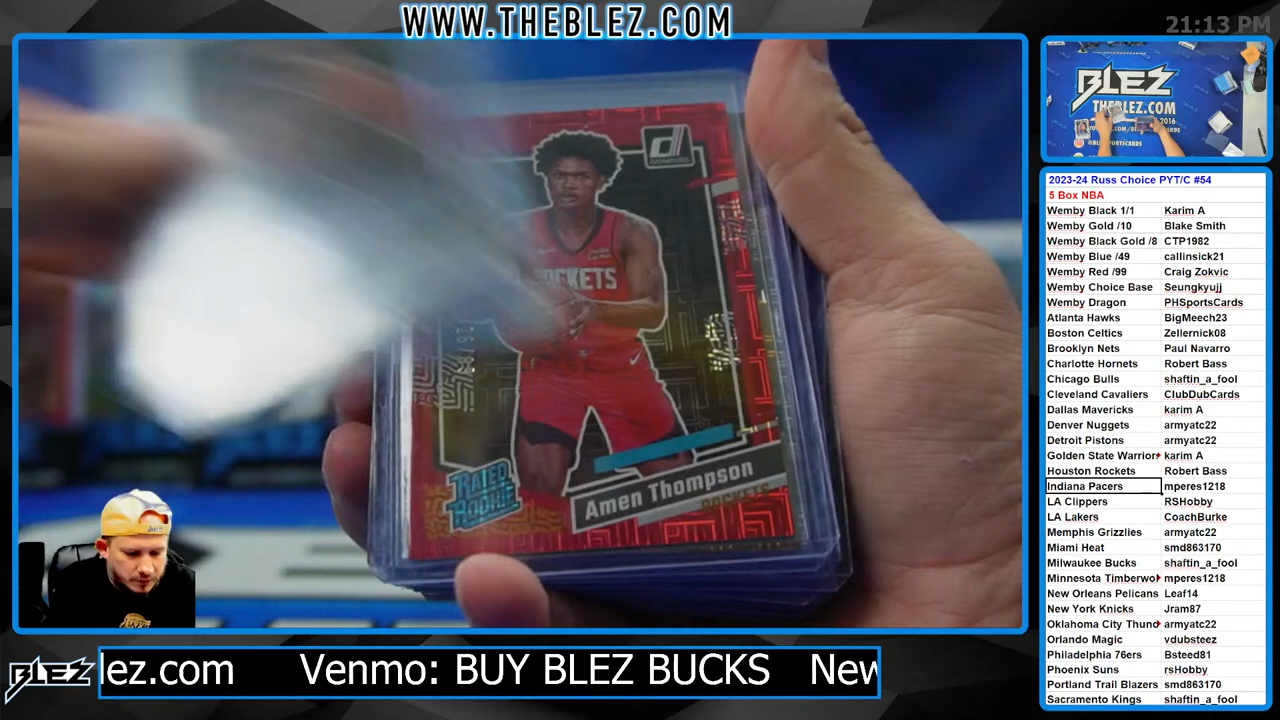 WWW.THEBLEZ.COM
21:13 PM
DONRUSS
ROCKETS
RATED
ROOKIE
Amen Thompson
ROCKETS
BLEZ
THEBLEZ.COM
2023-24 Russ Choice PYT/C #54
5 Box NBA
Wemby Black 1/1 Karim A
Wemby Gold /10 Blake Smith
Wemby Black Gold /8 CTP1982
Wemby Blue /49 callinsick21
Wemby Red /99 Craig Zokvic
Wemby Choice Base Seungkyujj
Wemby Dragon PHSportsCards
Atlanta Hawks BigMeech23
Boston Celtics Zellernick08
Brooklyn Nets Paul Navarro
Charlotte Hornets Robert Bass
Chicago Bulls shaftin_a_fool
Cleveland Cavaliers ClubDubCards
Dallas Mavericks karim A
Denver Nuggets armyatc22
Detroit Pistons armyatc22
Golden State Warrior karim A
Houston Rockets Robert Bass
Indiana Pacers mperes1218
LA Clippers RSHobby
LA Lakers CoachBurke
Memphis Grizzlies armyatc22
Miami Heat smd863170
Milwaukee Bucks shaftin_a_fool
Minnesota Timberwol mperes1218
New Orleans Pelicans Leaf14
New York Knicks Jram87
Oklahoma City Thund armyatc22
Orlando Magic vdubsteez
Philadelphia 76ers Bsteed81
Phoenix Suns rsHobby
Portland Trail Blazers smd863170
Sacramento Kings shaftin_a_fool
BLEZ
lez.com Venmo: BUY BLEZ BUCKS New